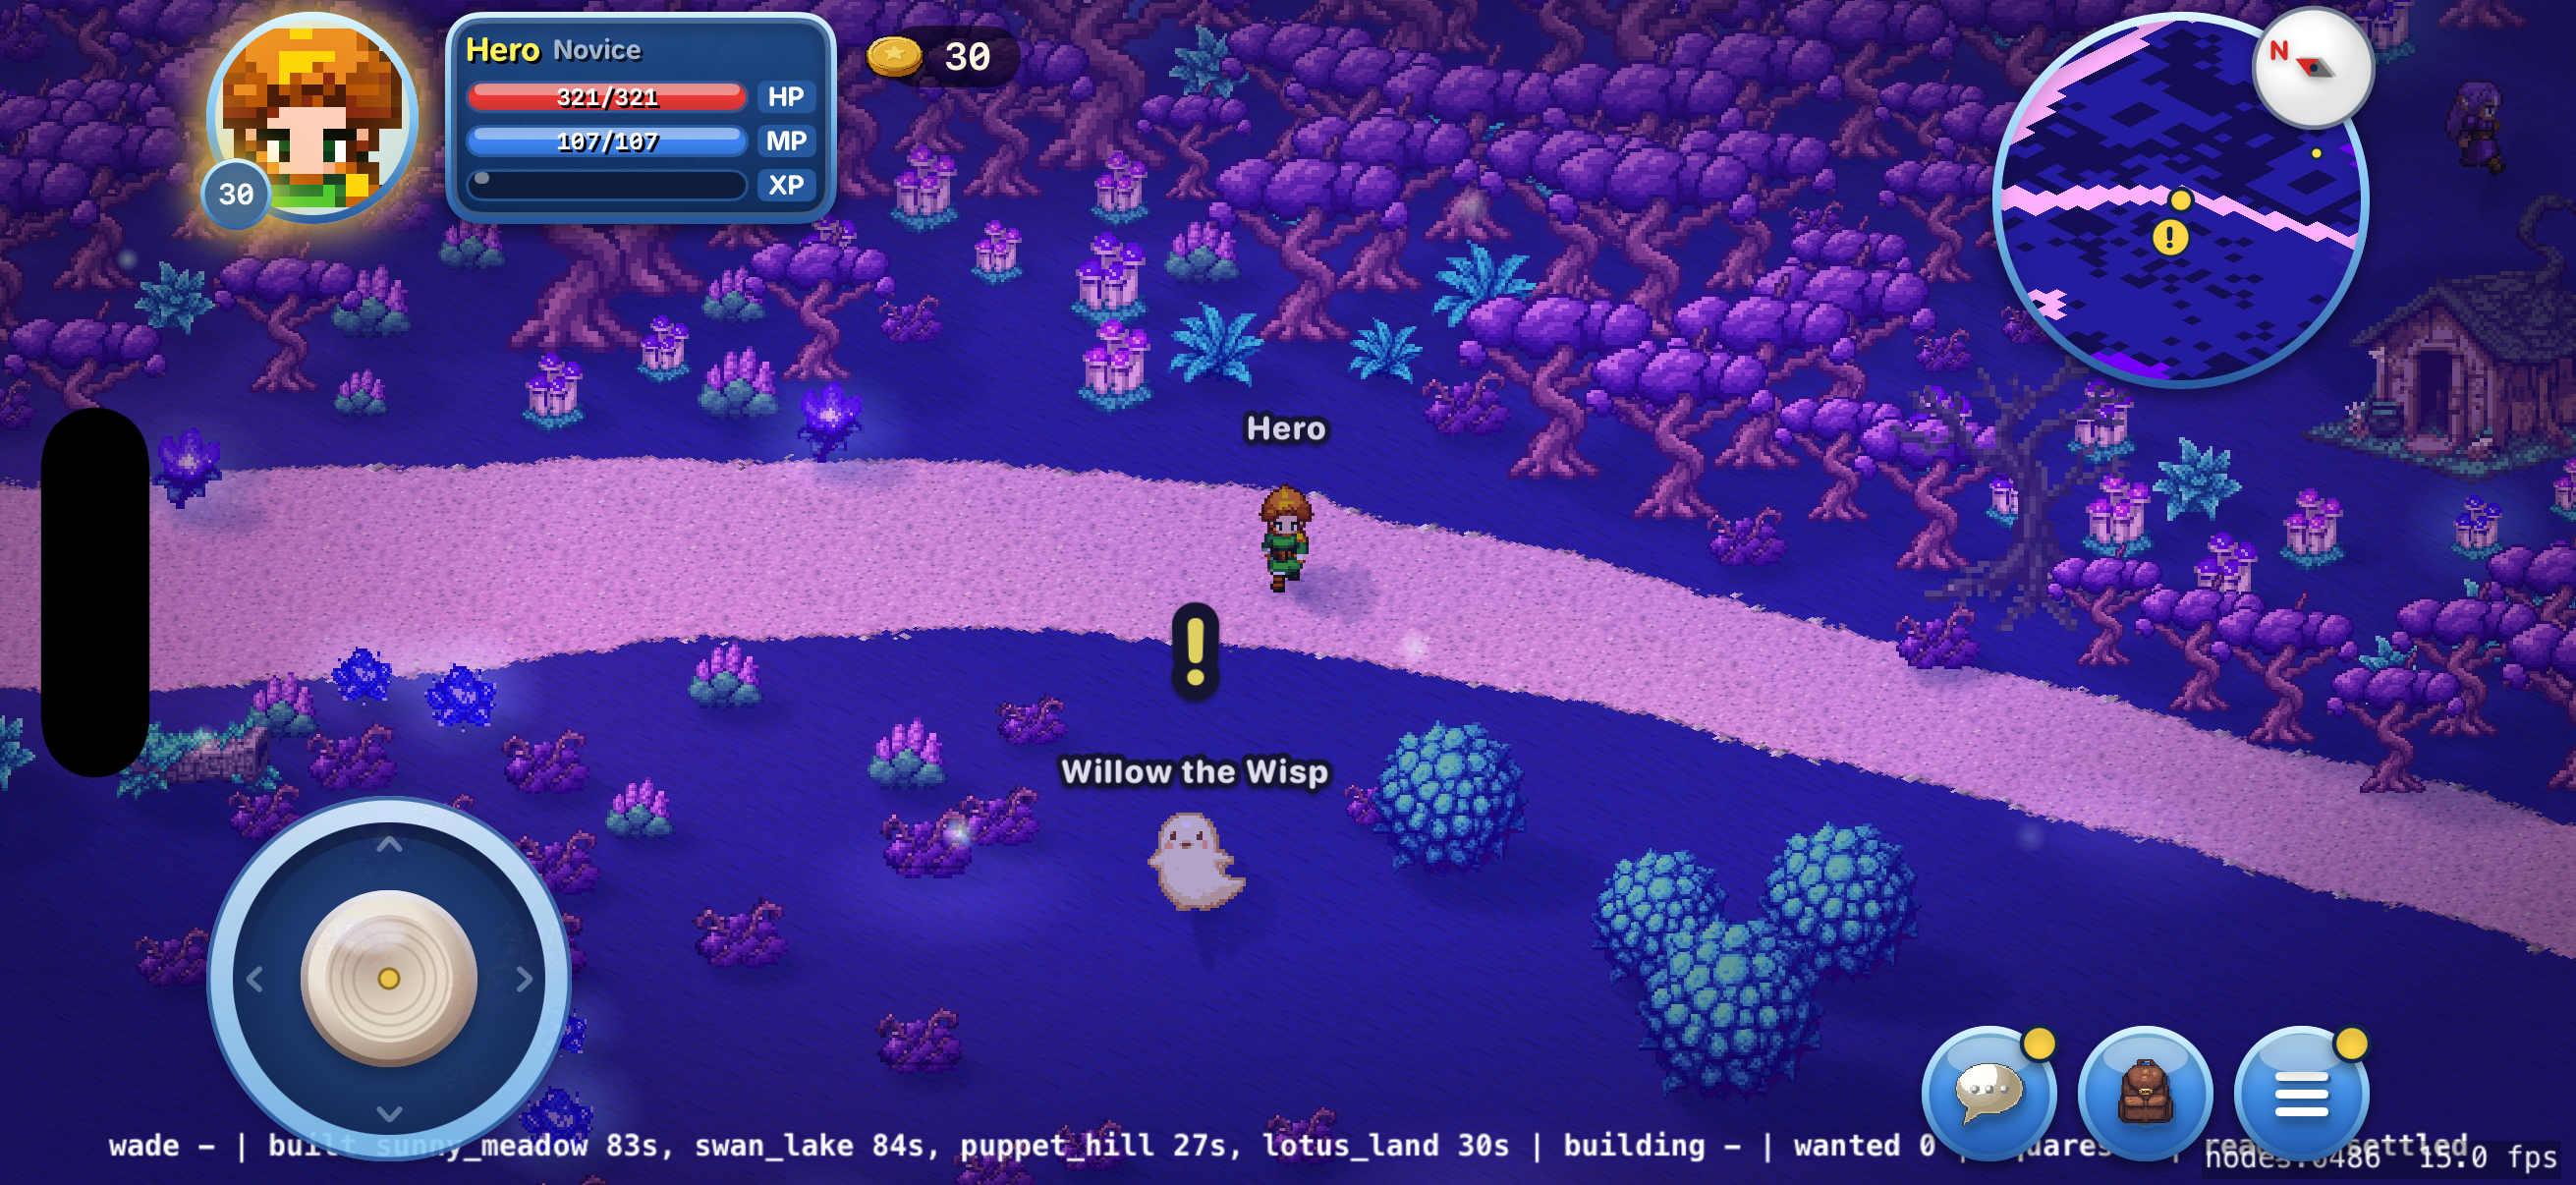 Hero Novice
321/321 HP
107/107 MP
XP
30
30
N
!
Hero
!
Willow the Wisp
wade - | built sunny_meadow 83s, swan_lake 84s, puppet_hill 27s, lotus_land 30s | building - | wanted 0
15.0 fps